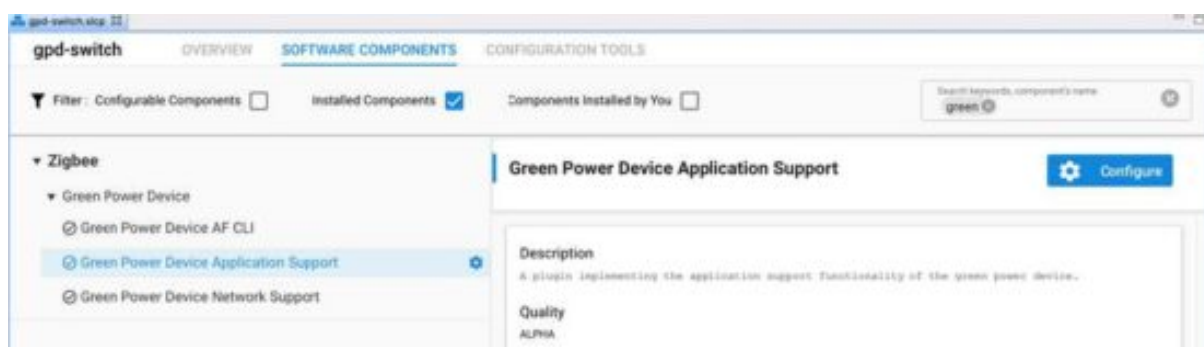 gpd-switch.slcp
gpd-switch OVERVIEW SOFTWARE COMPONENTS CONFIGURATION TOOLS
Filter: Configurable Components Installed Components Components Installed by You
Search keywords, component's name
green
Zigbee
Green Power Device
Green Power Device AF CLI
Green Power Device Application Support
Green Power Device Network Support
Green Power Device Application Support Configure
Description
A plugin implementing the application support functionality of the green power device.
Quality
ALPHA